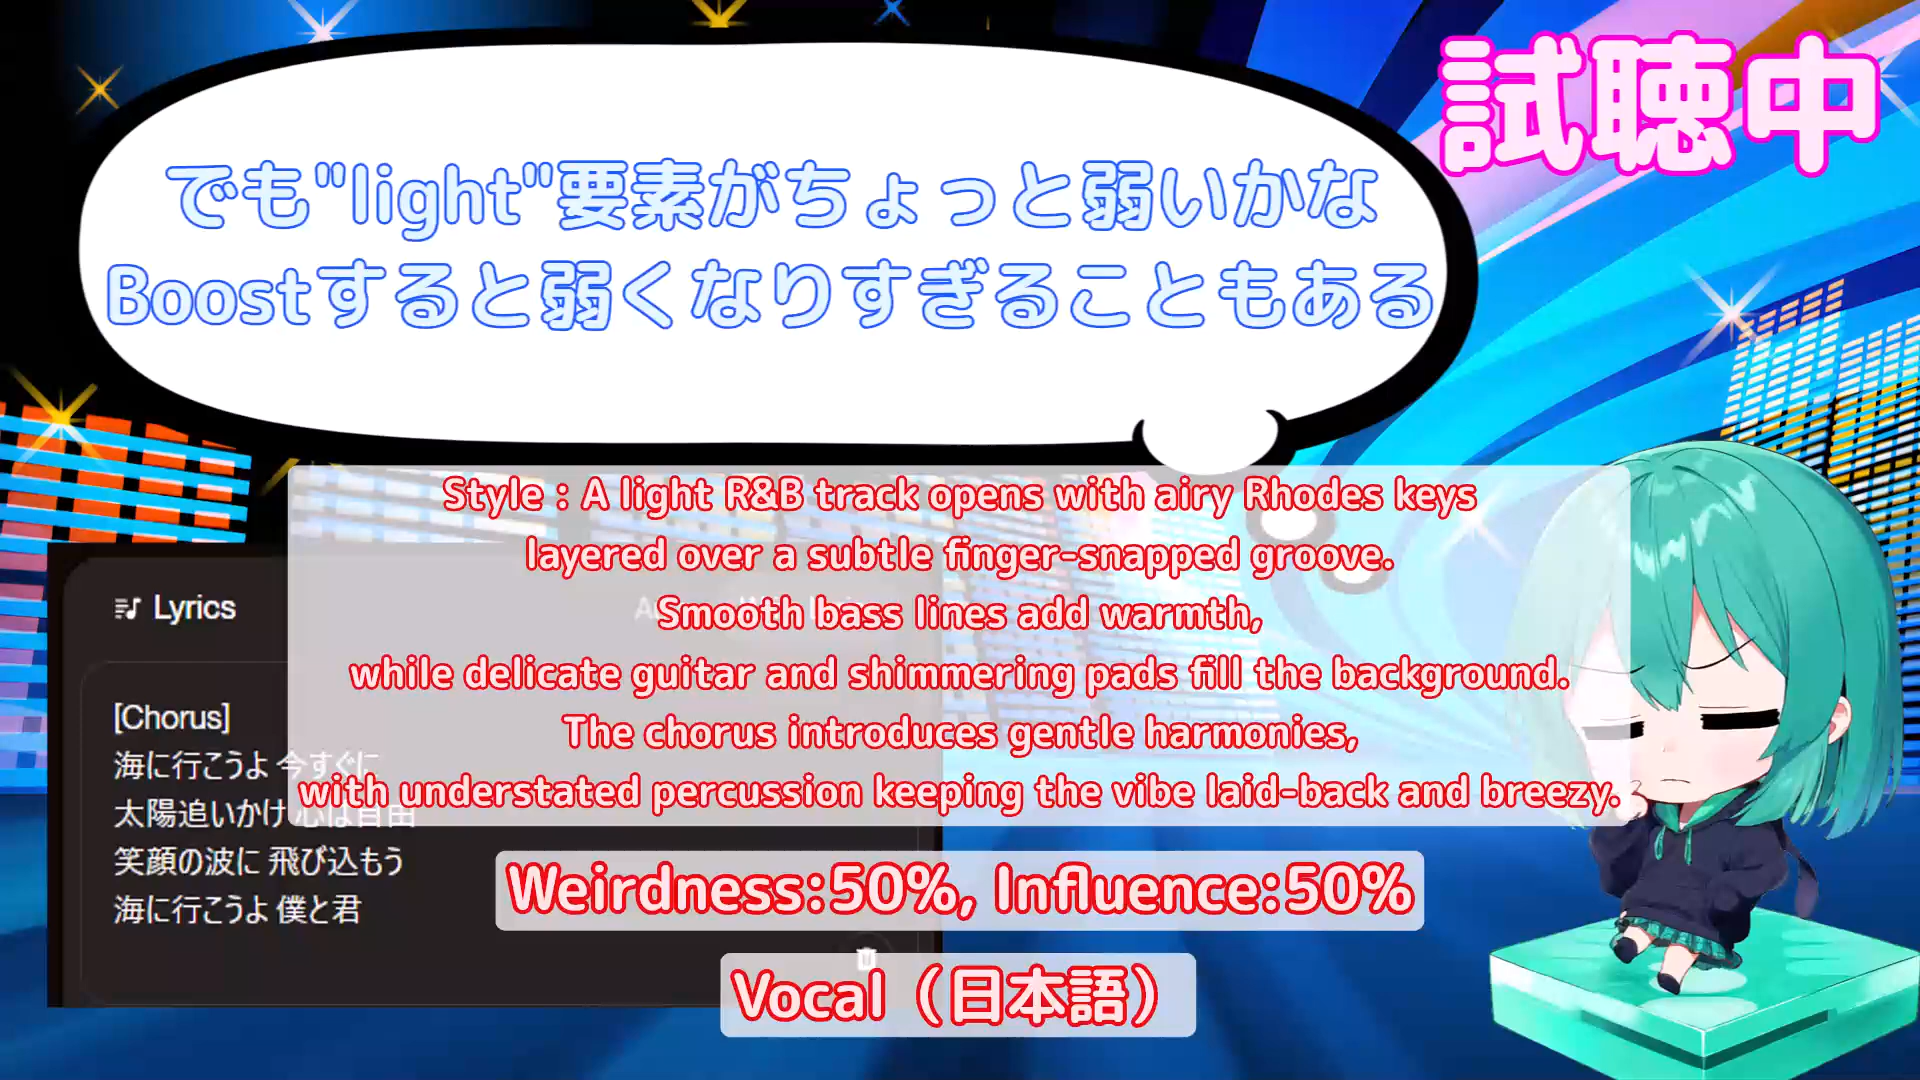 試聴中
でも"light"要素がちょっと弱いかな
Boostすると弱くなりすぎることもある
Style : A light R&B track opens with airy Rhodes keys
layered over a subtle finger-snapped groove.
Smooth bass lines add warmth,
while delicate guitar and shimmering pads fill the background.
The chorus introduces gentle harmonies,
with understated percussion keeping the vibe laid-back and breezy.
Lyrics
[Chorus]
海に行こうよ 今すぐに
太陽追いかけ 心は自由
笑顔の波に 飛び込もう
海に行こうよ 僕と君
Weirdness:50%, Influence:50%
Vocal（日本語）